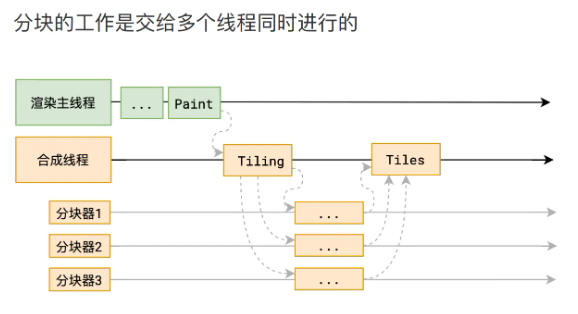 分块的工作是交给多个线程同时进行的
渲染主线程 ... Paint
合成线程 Tiling Tiles
分块器1 ...
分块器2 ...
分块器3 ...